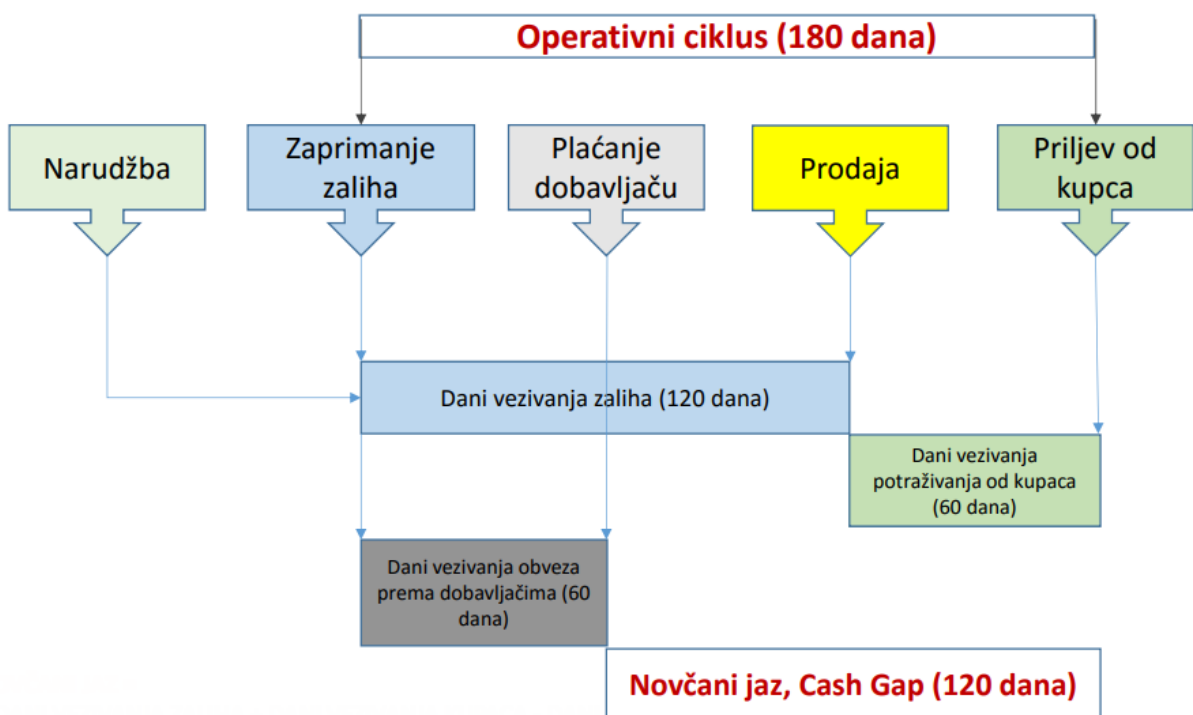 Operativni ciklus (180 dana)
Narudžba
Zaprimanje
zaliha
Plaćanje
dobavljaču
Prodaja
Priljev od
kupca
Dani vezivanja zaliha (120 dana)
Dani vezivanja
potraživanja od kupaca
(60 dana)
Dani vezivanja obveza
prema dobavljačima (60
dana)
Novčani jaz, Cash Gap (120 dana)